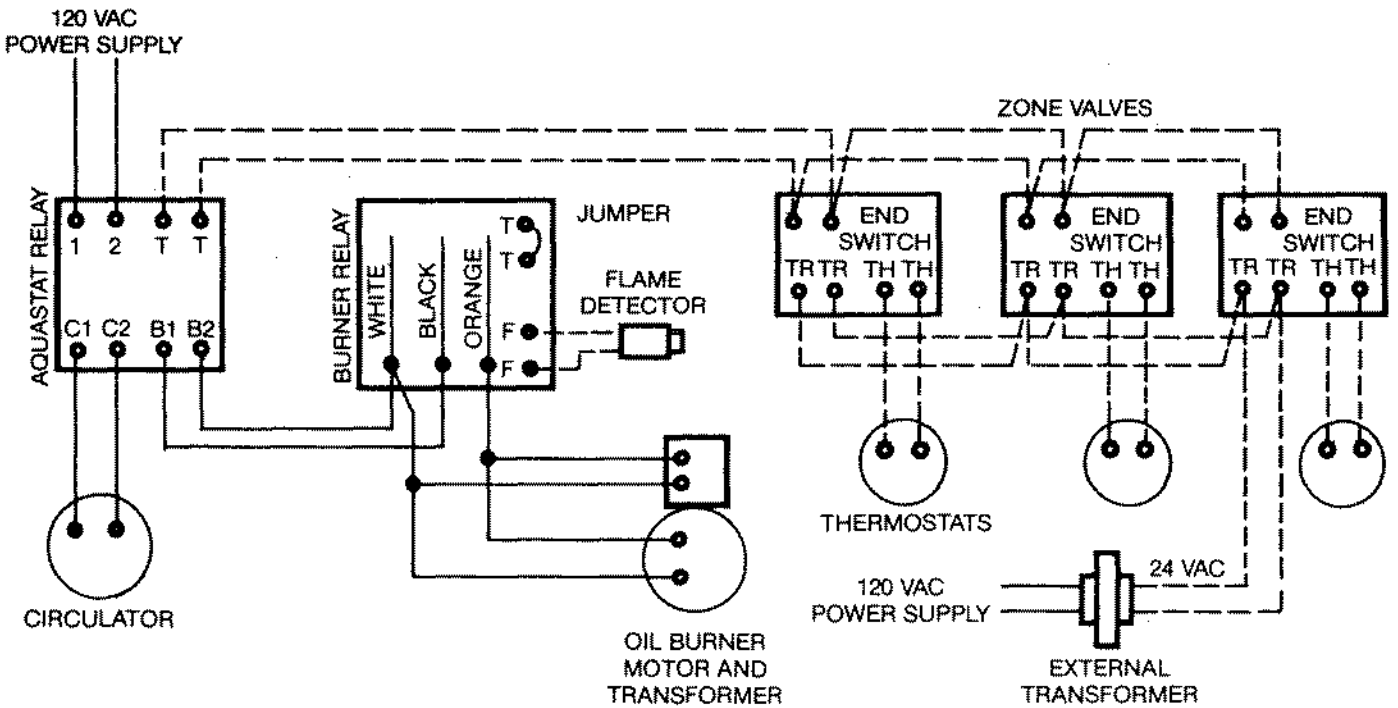 120 VAC
POWER SUPPLY
ZONE VALVES
AQUASTAT RELAY
1 2 T T
C1 C2 B1 B2
BURNER RELAY
WHITE
BLACK
ORANGE
T
T
F
F
JUMPER
FLAME
DETECTOR
END
SWITCH
TR TR TH TH
END
SWITCH
TR TR TH TH
END
SWITCH
TR TR TH TH
CIRCULATOR
OIL BURNER
MOTOR AND
TRANSFORMER
THERMOSTATS
120 VAC
POWER SUPPLY
24 VAC
EXTERNAL
TRANSFORMER